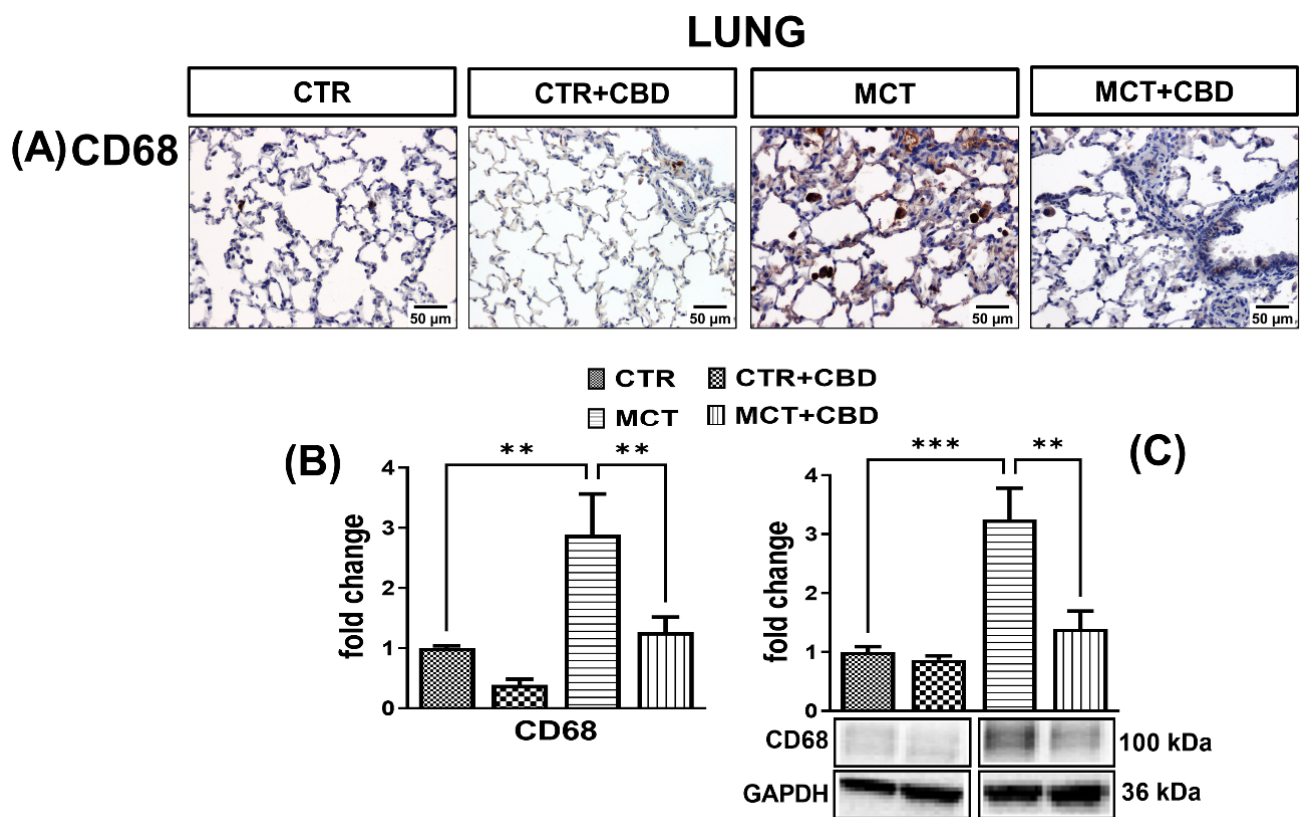 LUNG
CTR CTR+CBD MCT MCT+CBD
(A) CD68
50 µm 50 µm 50 µm 50 µm
CTR CTR+CBD
MCT MCT+CBD
(B)
** **
fold change
4
3
2
1
0
CD68
(C)
*** **
fold change
4
3
2
1
0
CD68 100 kDa
GAPDH 36 kDa